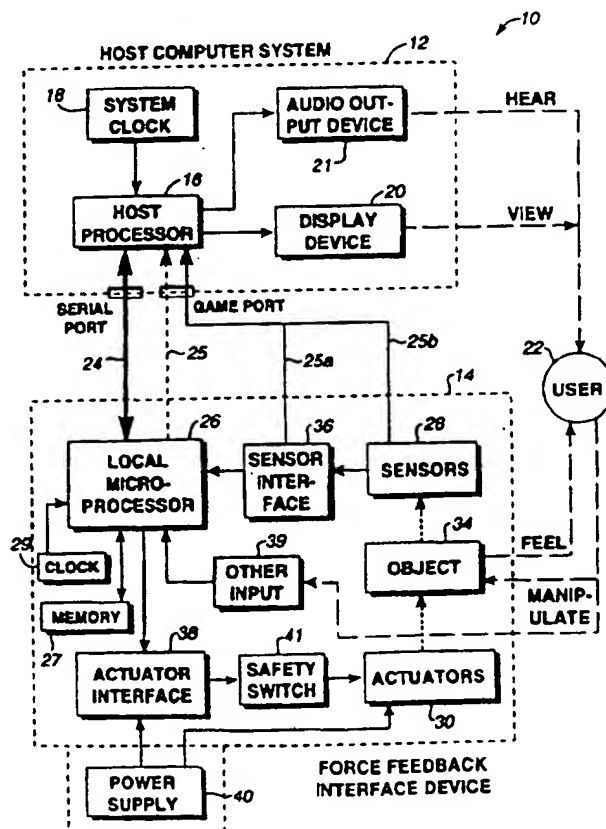 10
HOST COMPUTER SYSTEM
12
18
SYSTEM
CLOCK
AUDIO OUT-
PUT DEVICE
21
HEAR
16
HOST
PROCESSOR
20
DISPLAY
DEVICE
VIEW
SERIAL
PORT
GAME PORT
24
25
25a
25b
14
22
USER
26
LOCAL
MICRO-
PROCESSOR
36
SENSOR
INTER-
FACE
28
SENSORS
29
CLOCK
39
OTHER
INPUT
34
OBJECT
FEEL
MANIP-
ULATE
MEMORY
27
38
ACTUATOR
INTERFACE
41
SAFETY
SWITCH
ACTUATORS
30
POWER
SUPPLY
40
FORCE FEEDBACK
INTERFACE DEVICE